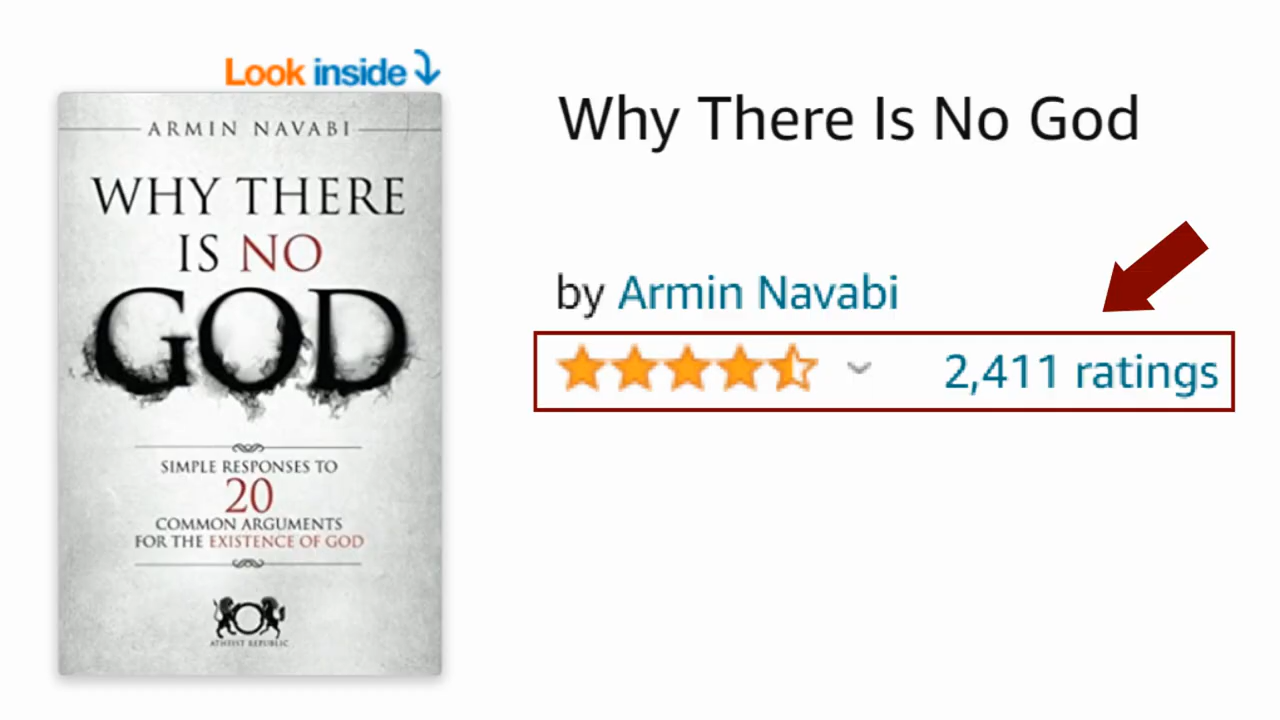 Look inside
ARMIN NAVABI
WHY THERE
IS NO
GOD
SIMPLE RESPONSES TO
20
COMMON ARGUMENTS
FOR THE EXISTENCE OF GOD
ATHEIST REPUBLIC
Why There Is No God
by Armin Navabi
2,411 ratings